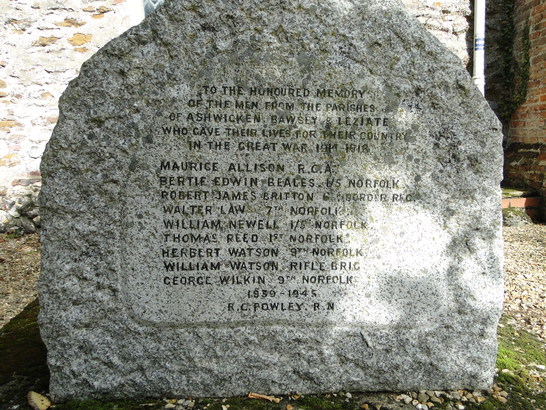 TO THE HONOURED MEMORY
OF THE MEN FROM THE PARISHES
OF ASHWICKEN, BAWSEY & LEZIATE
WHO GAVE THEIR LIVES FOR THEIR COUNTRY
IN THE GREAT WAR 1914-1918
MAURICE ALLISON R.G.A.
BERTIE EDWIN BEALES. 1/5 NORFOLK
ROBERT JAMES BRITTON 6TH BORDER REG.
WALTER LAW 7TH NORFOLK
WILLIAM NEWELL 1/5 NORFOLK
THOMAS REED 1ST NORFOLK
HERBERT WATSON 9TH NORFOLK
WILLIAM WATSON RIFLE BRIG
GEORGE WILKIN 9TH NORFOLK
1939-1945
R.C. POWLEY. R.N